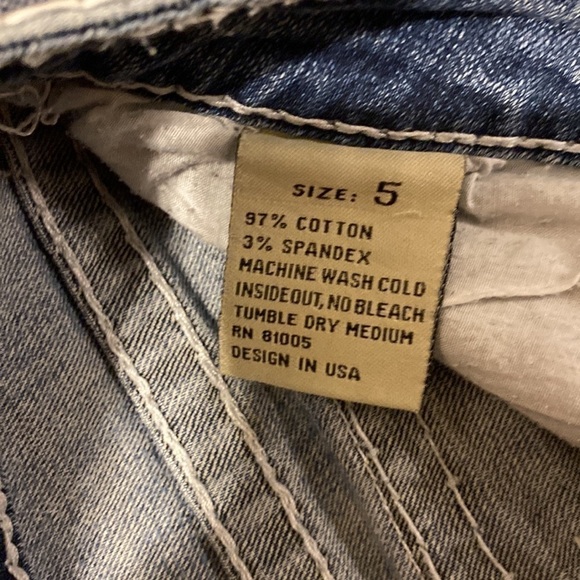 SIZE: 5
97% COTTON
3% SPANDEX
MACHINE WASH COLD
INSIDEOUT, NO BLEACH
TUMBLE DRY MEDIUM
RN 81005
DESIGN IN USA